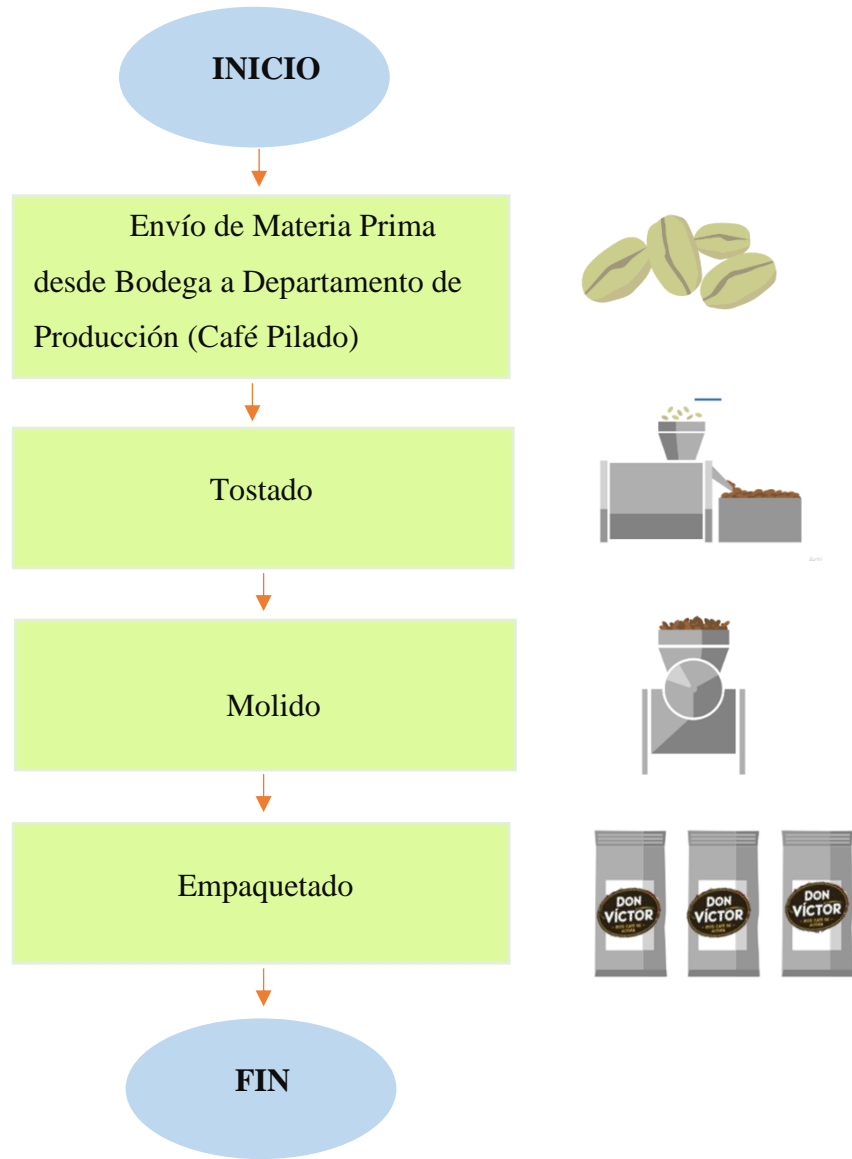 INICIO
Envío de Materia Prima
desde Bodega a Departamento de
Producción (Café Pilado)
Tostado
Molido
Empaquetado
DON
VÍCTOR
DON
VÍCTOR
DON
VÍCTOR
FIN